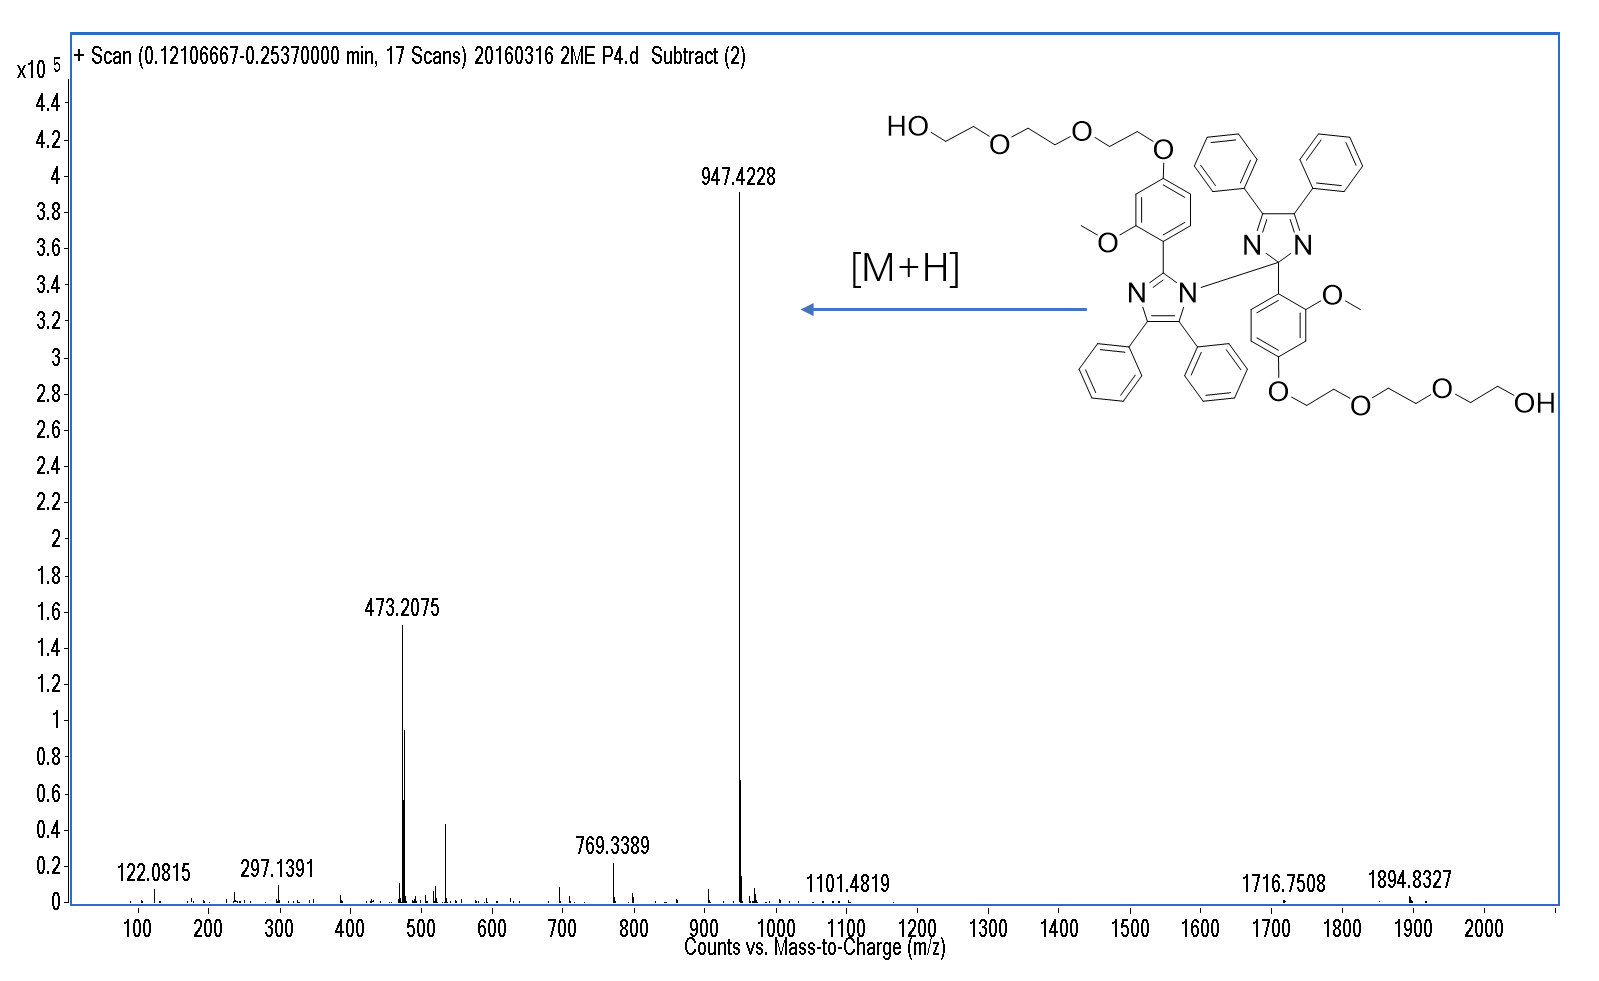 + Scan (0.12106667-0.25370000 min, 17 Scans) 20160316 2ME P4.d Subtract (2)
x10 5
4.4
4.2
4
3.8
3.6
3.4
3.2
3
2.8
2.6
2.4
2.2
2
1.8
1.6
1.4
1.2
1
0.8
0.6
0.4
0.2
0
947.4228
473.2075
769.3389
122.0815
297.1391
1101.4819
1716.7508
1894.8327
[M+H]
HO
O
O
O
O
N
N
N
N
O
O
O
O
OH
100 200 300 400 500 600 700 800 900 1000 1100 1200 1300 1400 1500 1600 1700 1800 1900 2000
Counts vs. Mass-to-Charge (m/z)